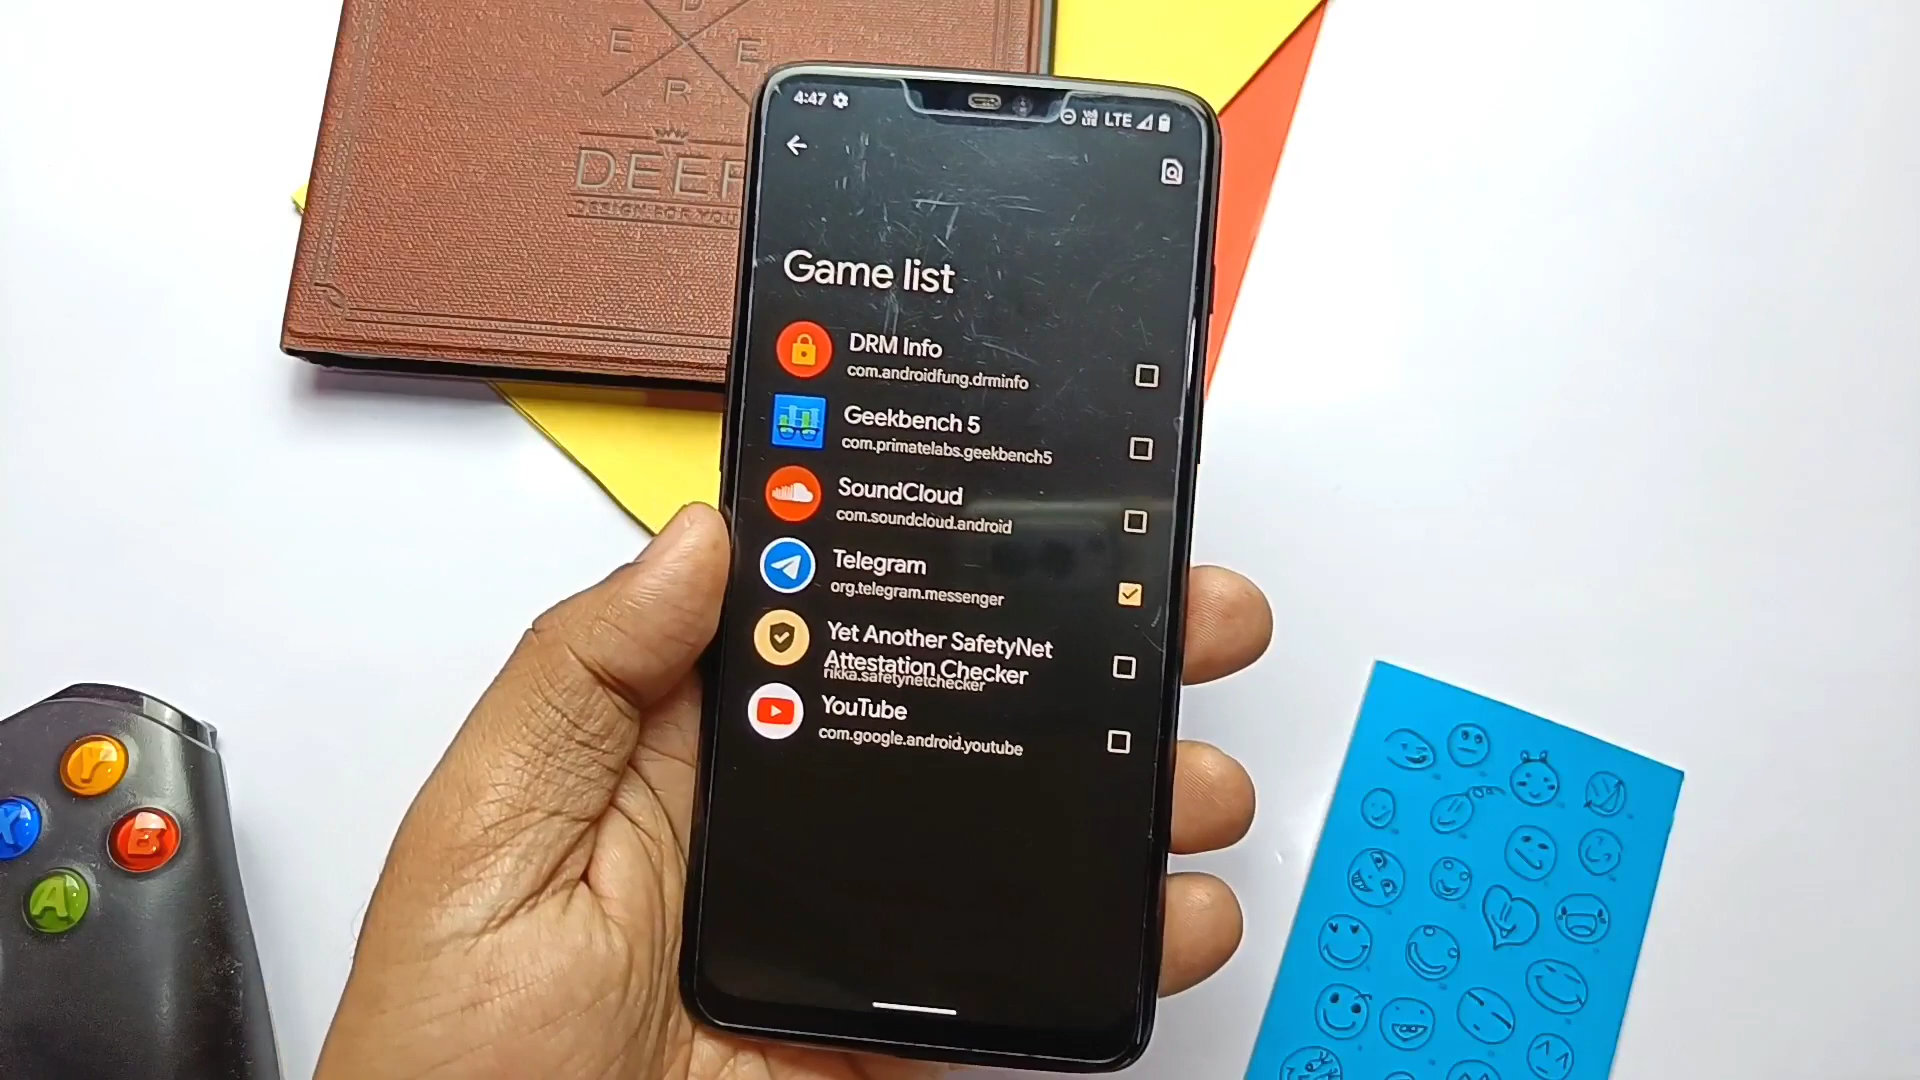 D
E E
R
DEER
DESIGN FOR YOU
4:47
LTE
Game list
DRM Info
com.androidfung.drminfo
Geekbench 5
com.primatelabs.geekbench5
SoundCloud
com.soundcloud.android
Telegram
org.telegram.messenger
Yet Another SafetyNet
Attestation Checker
rikka.safetynetchecker
YouTube
com.google.android.youtube
Y
X
B
A